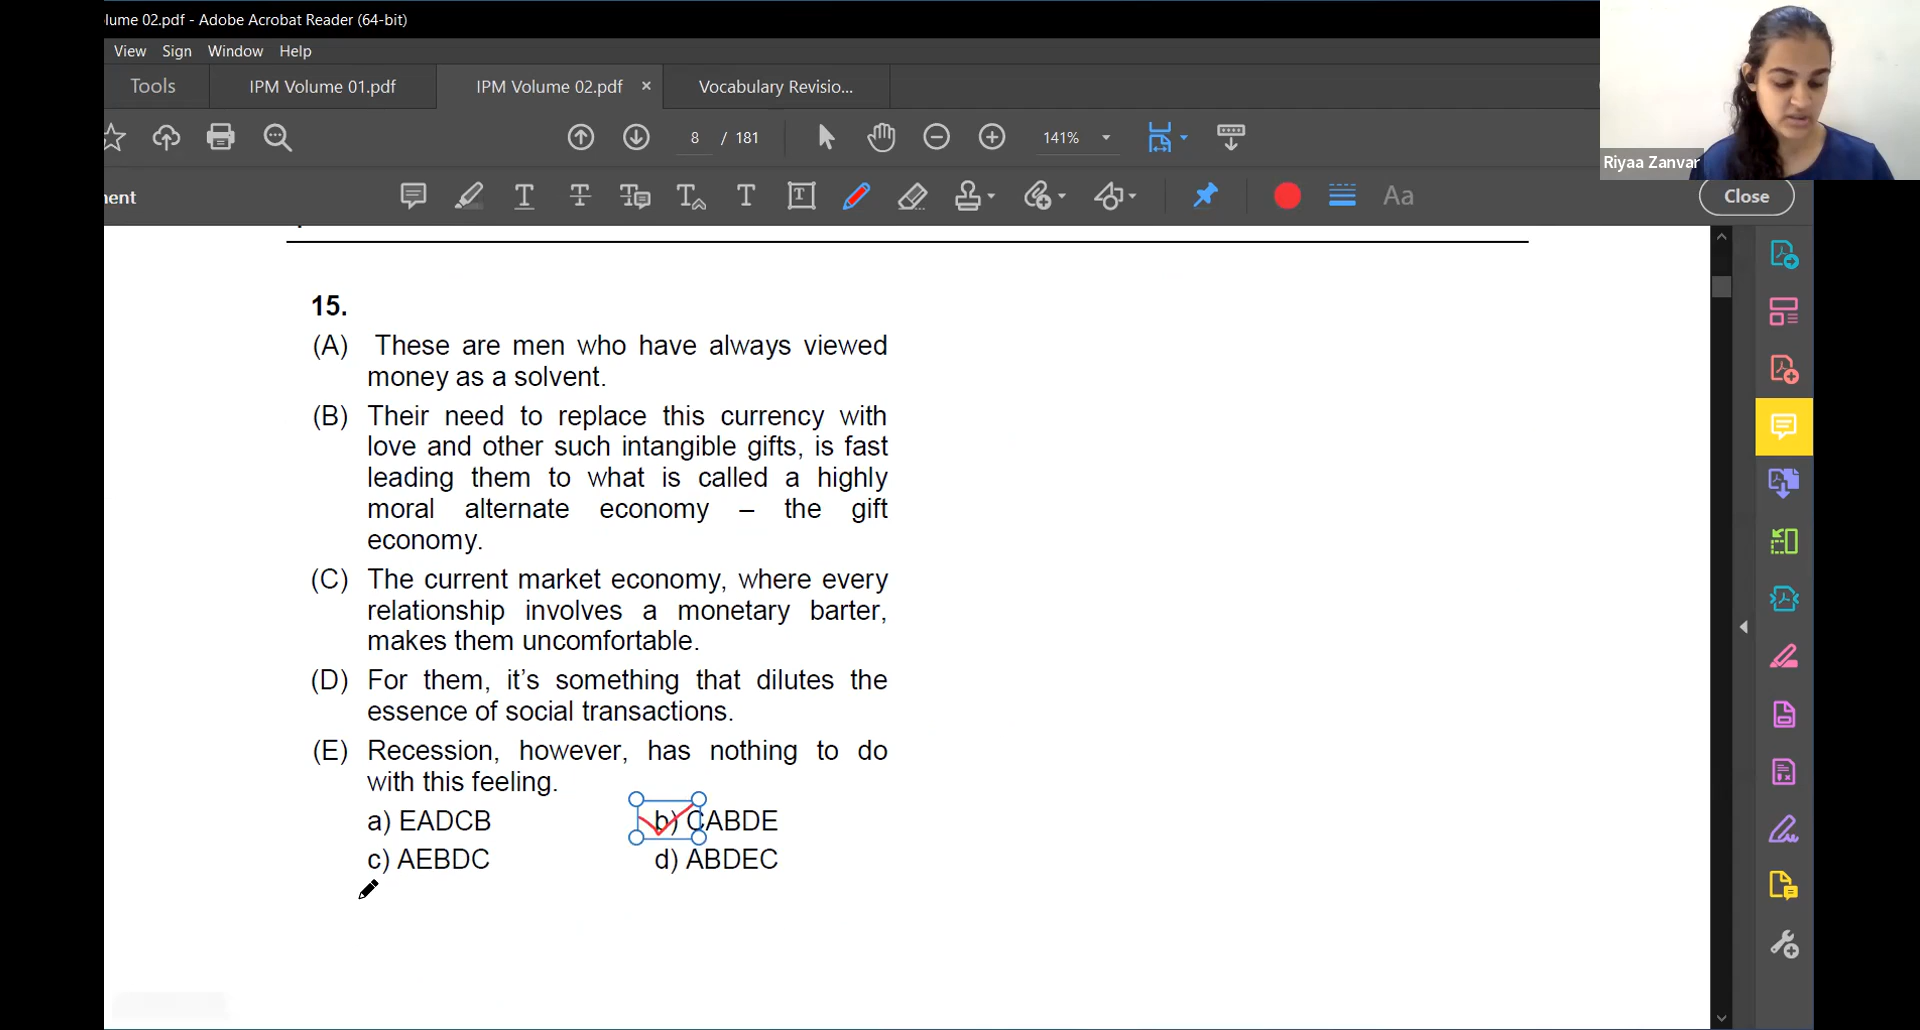 lume 02.pdf - Adobe Acrobat Reader (64-bit)
View Sign Window Help
Tools IPM Volume 01.pdf IPM Volume 02.pdf × Vocabulary Revisio...
8 / 181 141%
Riyaa Zanvar
ent T T T T T T Aa Close
15.
(A) These are men who have always viewed
money as a solvent.
(B) Their need to replace this currency with
love and other such intangible gifts, is fast
leading them to what is called a highly
moral alternate economy – the gift
economy.
(C) The current market economy, where every
relationship involves a monetary barter,
makes them uncomfortable.
(D) For them, it’s something that dilutes the
essence of social transactions.
(E) Recession, however, has nothing to do
with this feeling.
a) EADCB b) CABDE
c) AEBDC d) ABDEC